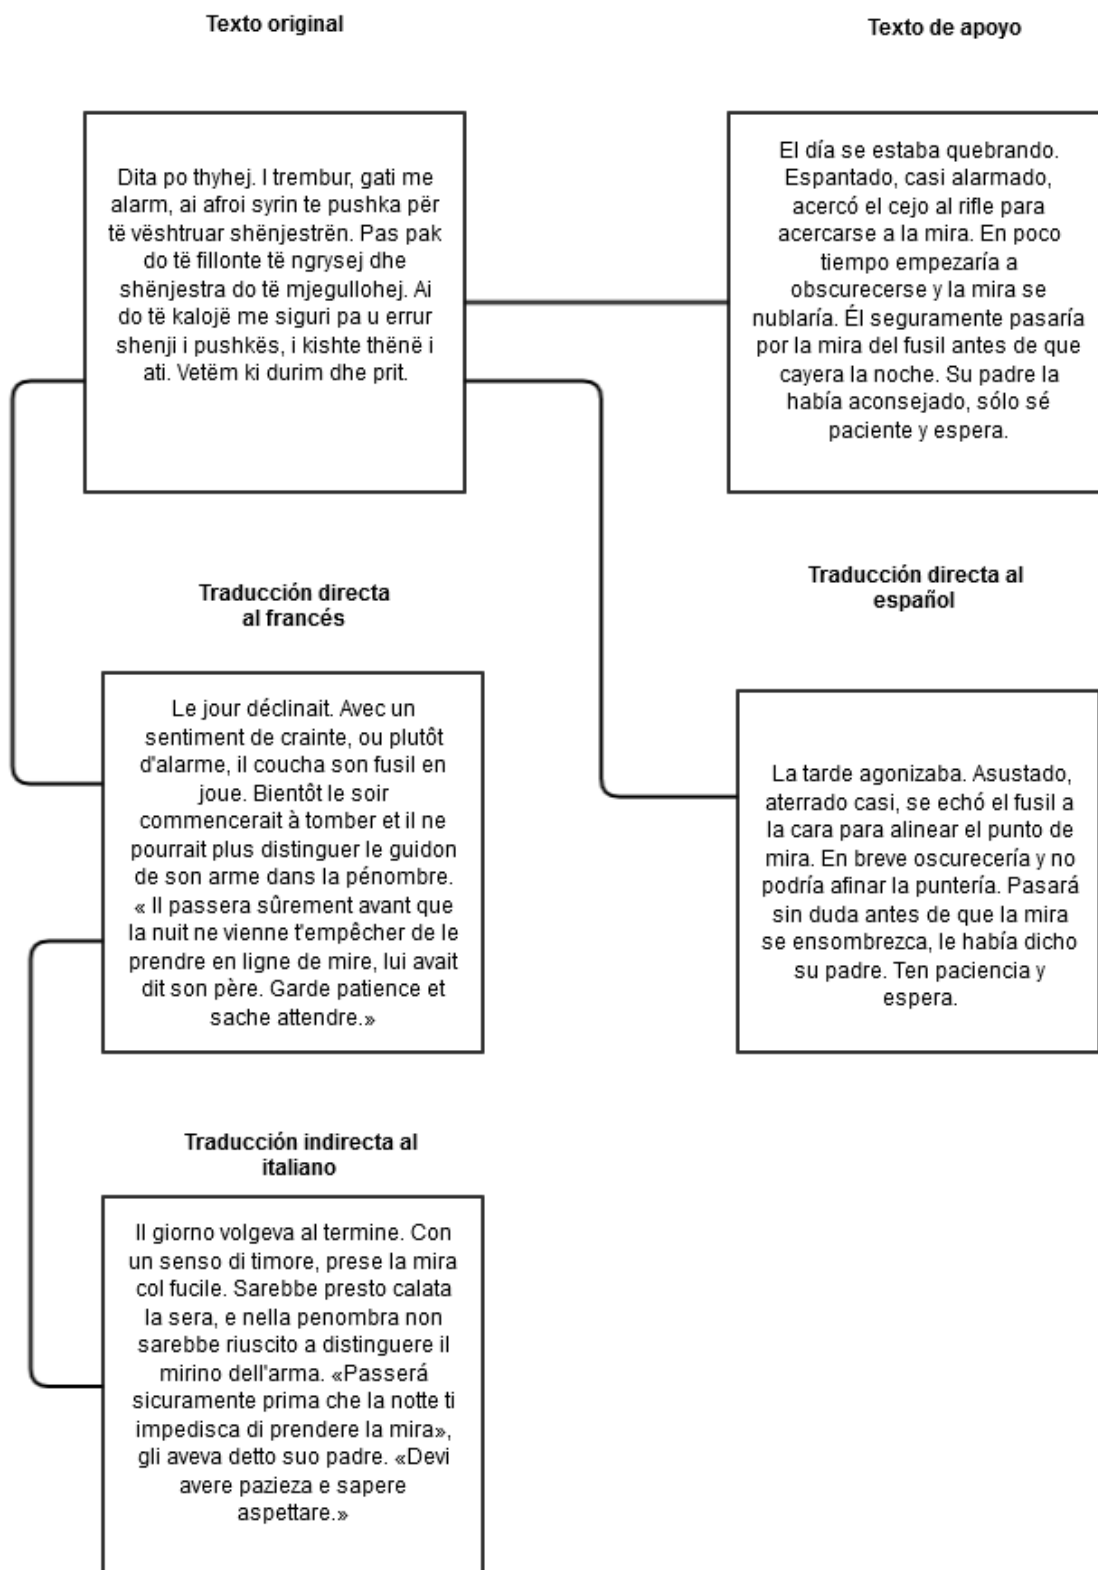 Texto original
Dita po thyhej. I trembur, gati me
alarm, ai afroi syrin te pushka për
të vështruar shënjestrën. Pas pak
do të fillonte të ngrysej dhe
shënjestra do të mjegullohej. Ai
do të kalojë me siguri pa u errur
shenji i pushkës, i kishte thënë i
ati. Vetëm ki durim dhe prit.
Texto de apoyo
El día se estaba quebrando.
Espantado, casi alarmado,
acercó el cejo al rifle para
acercarse a la mira. En poco
tiempo empezaría a
obscurecerse y la mira se
nublaría. Él seguramente pasaría
por la mira del fusil antes de que
cayera la noche. Su padre la
había aconsejado, sólo sé
paciente y espera.
Traducción directa
al francés
Le jour déclinait. Avec un
sentiment de crainte, ou plutôt
d'alarme, il coucha son fusil en
joue. Bientôt le soir
commencerait à tomber et il ne
pourrait plus distinguer le guidon
de son arme dans la pénombre.
« Il passera sûrement avant que
la nuit ne vienne t'empêcher de le
prendre en ligne de mire, lui avait
dit son père. Garde patience et
sache attendre.»
Traducción directa al
español
La tarde agonizaba. Asustado,
aterrado casi, se echó el fusil a
la cara para alinear el punto de
mira. En breve oscurecería y no
podría afinar la puntería. Pasará
sin duda antes de que la mira
se ensombrezca, le había dicho
su padre. Ten paciencia y
espera.
Traducción indirecta al
italiano
Il giorno volgeva al termine. Con
un senso di timore, prese la mira
col fucile. Sarebbe presto calata
la sera, e nella penombra non
sarebbe riuscito a distinguere il
mirino dell'arma. «Passerá
sicuramente prima che la notte ti
impedisca di prendere la mira»,
gli aveva detto suo padre. «Devi
avere pazieza e sapere
aspettare.»